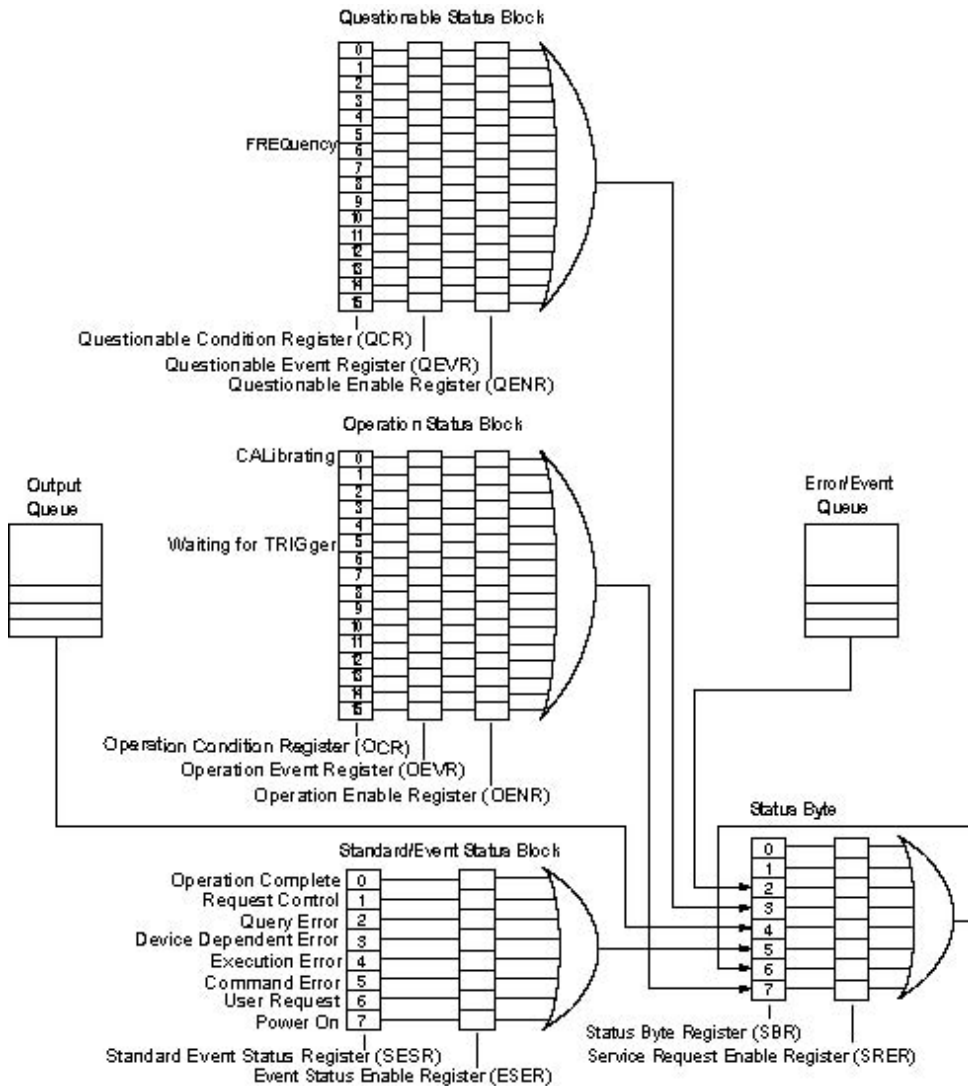 Questionable Status Block
0
1
2
3
4
5
FREQuency
6
7
8
9
10
11
12
13
14
15
Questionable Condition Register (QCR)
Questionable Event Register (QEVR)
Questionable Enable Register (QENR)
Operation Status Block
CALibrating 0
1
2
3
4
Waiting for TRIGger 5
6
7
8
9
10
11
12
13
14
15
Operation Condition Register (OCR)
Operation Event Register (OEVR)
Operation Enable Register (OENR)
Output
Queue
Error/Event
Queue
Standard/Event Status Block
Operation Complete 0
Request Control 1
Query Error 2
Device Dependent Error 3
Execution Error 4
Command Error 5
User Request 6
Power On 7
Standard Event Status Register (SESR)
Event Status Enable Register (ESER)
Status Byte
0
1
2
3
4
5
6
7
Status Byte Register (SBR)
Service Request Enable Register (SRER)